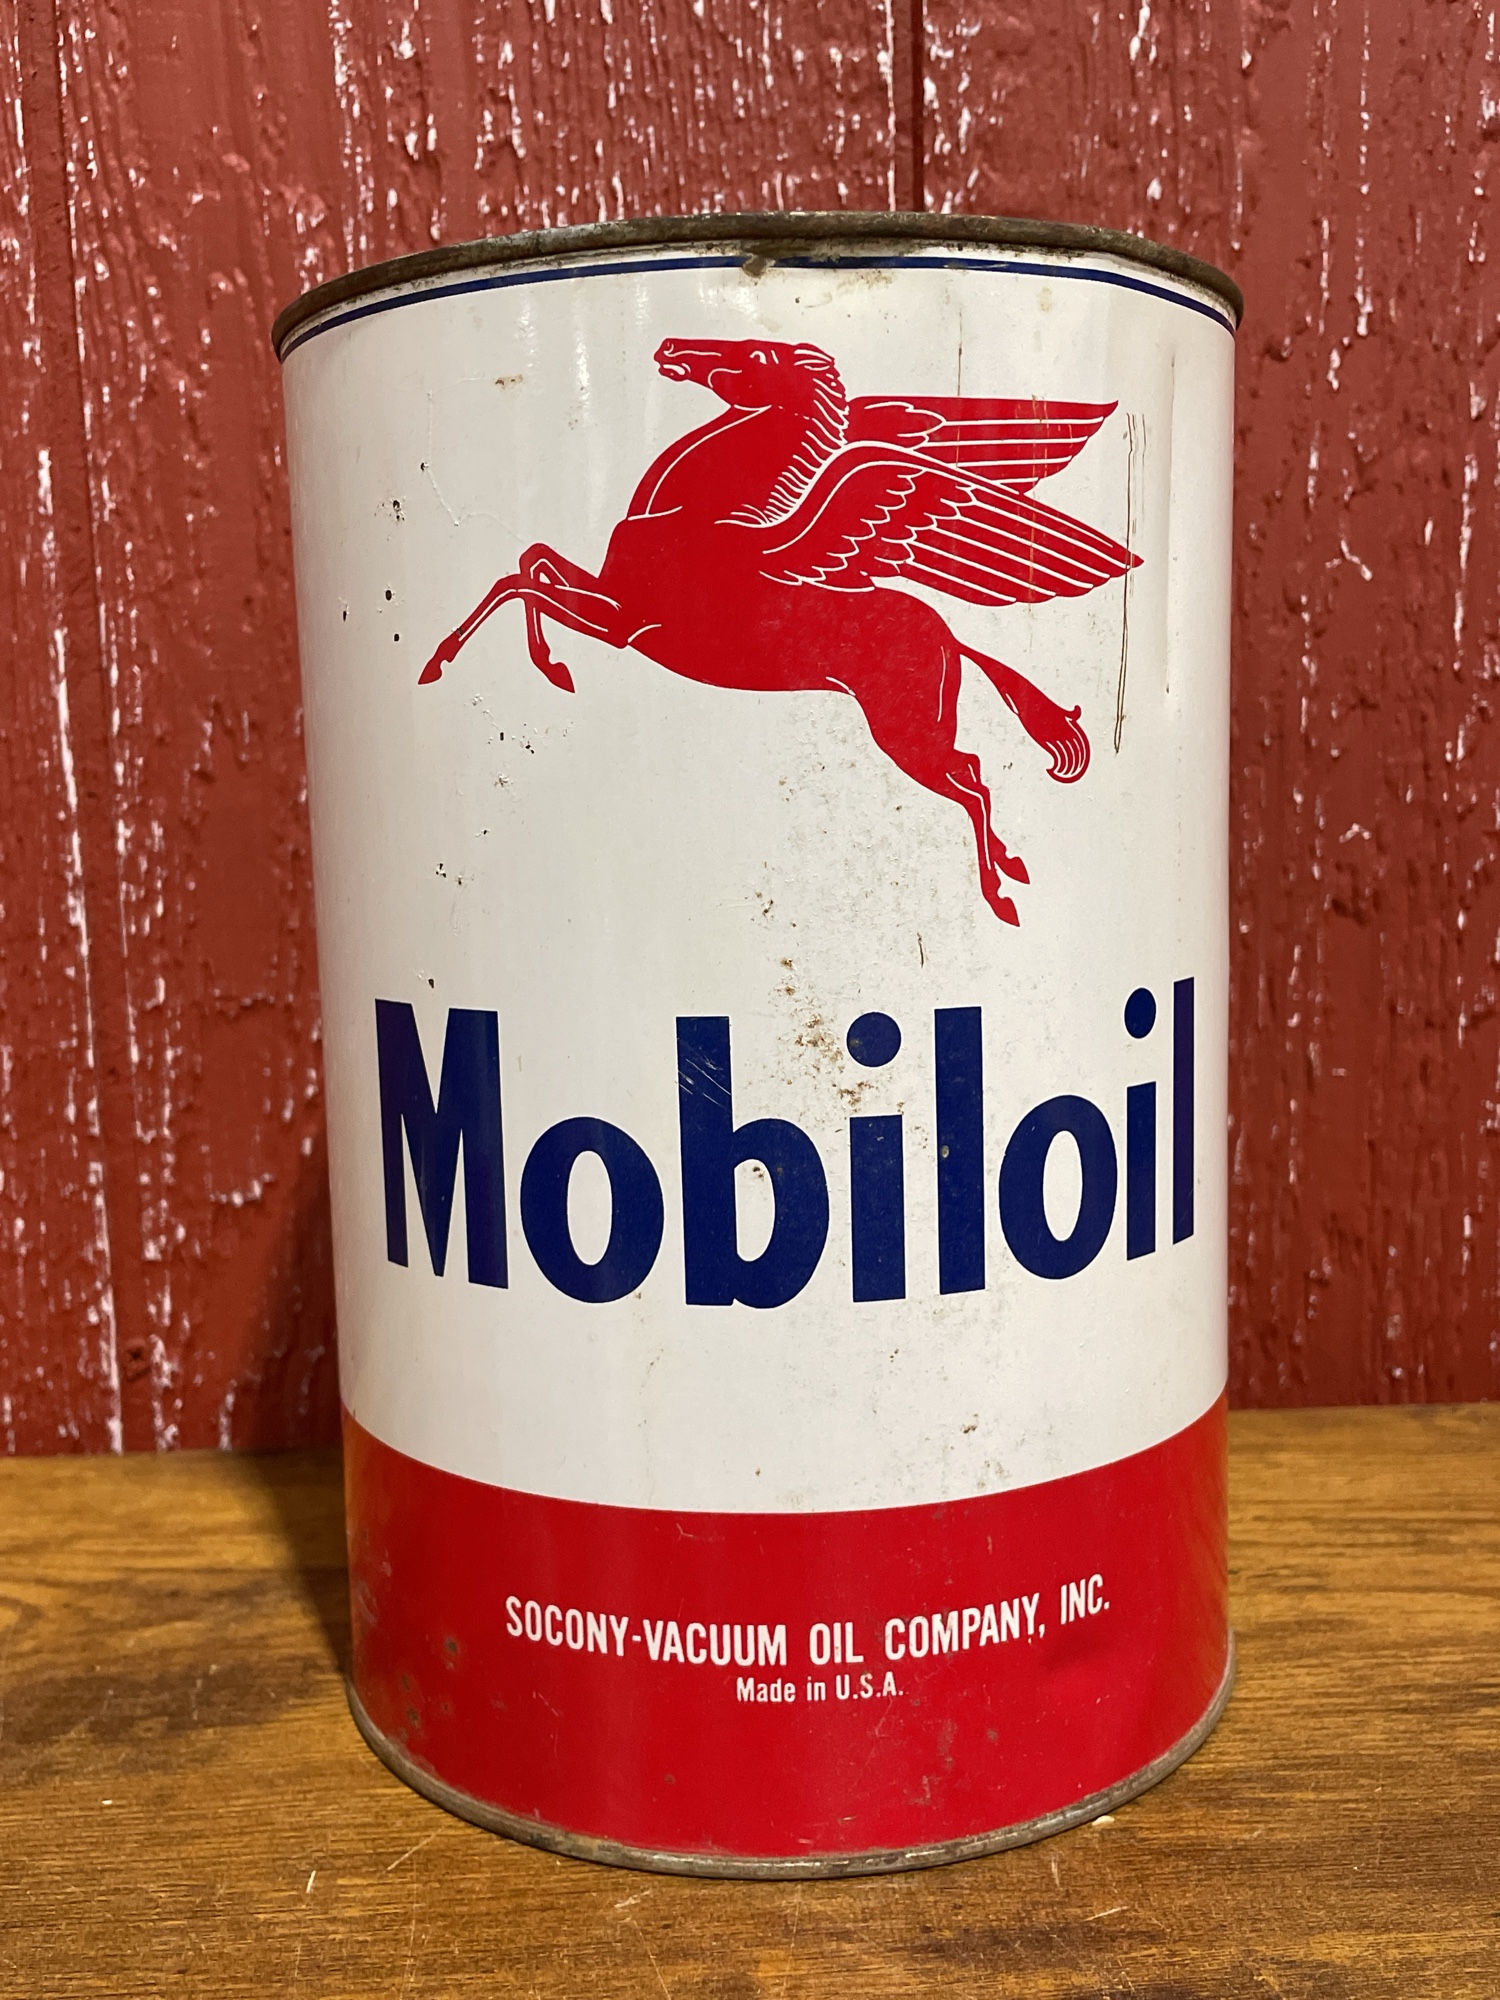 Mobiloil
SOCONY-VACUUM OIL COMPANY, INC.
Made in U.S.A.